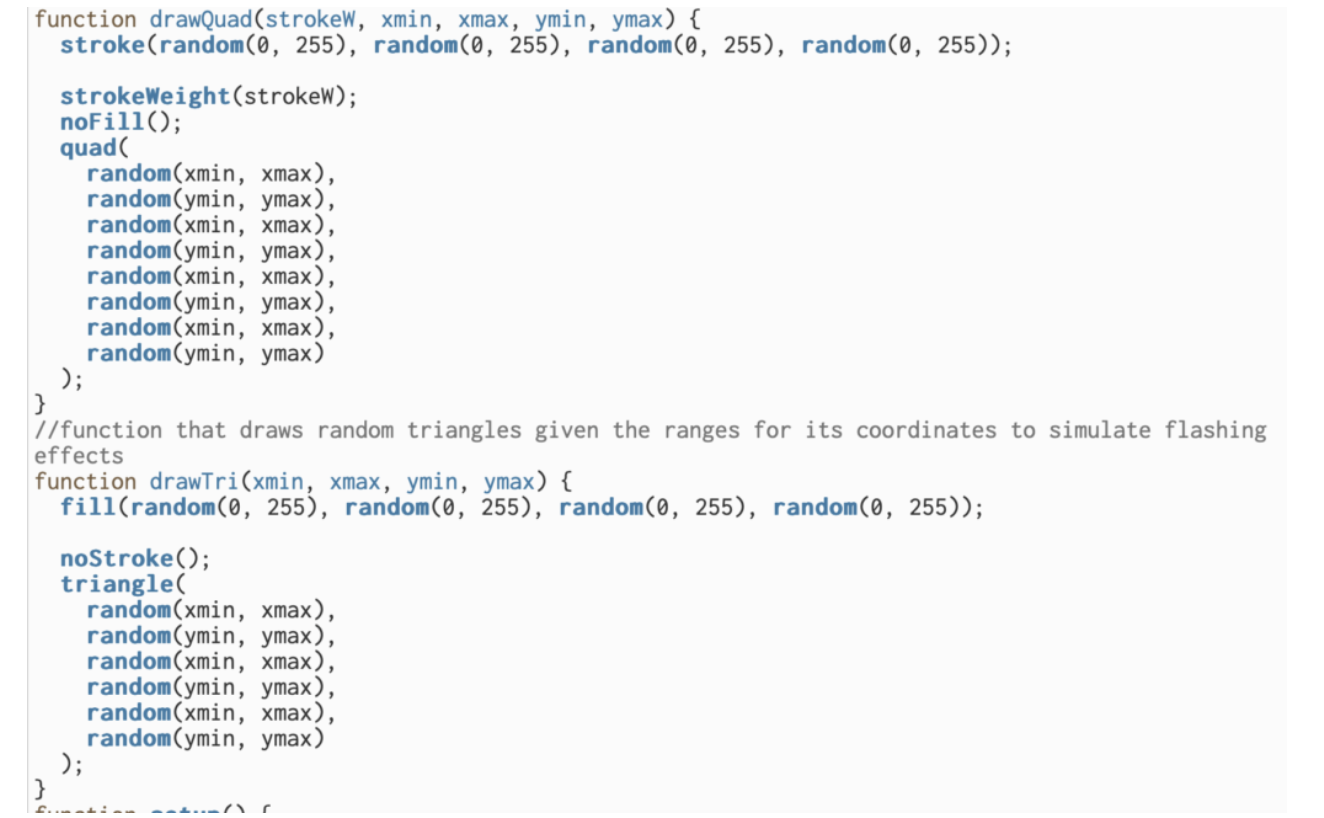 function drawQuad(strokeW, xmin, xmax, ymin, ymax) {
  stroke(random(0, 255), random(0, 255), random(0, 255), random(0, 255));

  strokeWeight(strokeW);
  noFill();
  quad(
    random(xmin, xmax),
    random(ymin, ymax),
    random(xmin, xmax),
    random(ymin, ymax),
    random(xmin, xmax),
    random(ymin, ymax),
    random(xmin, xmax),
    random(ymin, ymax)
  );
}
//function that draws random triangles given the ranges for its coordinates to simulate flashing
effects
function drawTri(xmin, xmax, ymin, ymax) {
  fill(random(0, 255), random(0, 255), random(0, 255), random(0, 255));

  noStroke();
  triangle(
    random(xmin, xmax),
    random(ymin, ymax),
    random(xmin, xmax),
    random(ymin, ymax),
    random(xmin, xmax),
    random(ymin, ymax)
  );
}
function setup() {